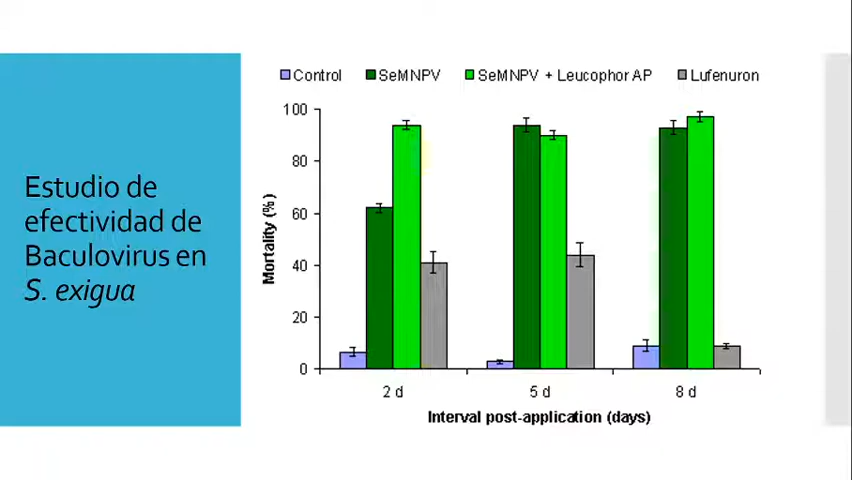 Estudio de
efectividad de
Baculovirus en
S. exigua
Control SeMNPV SeMNPV + Leucophor AP Lufenuron
Mortality (%)
100
80
60
40
20
0
2 d 5 d 8 d
Interval post-application (days)